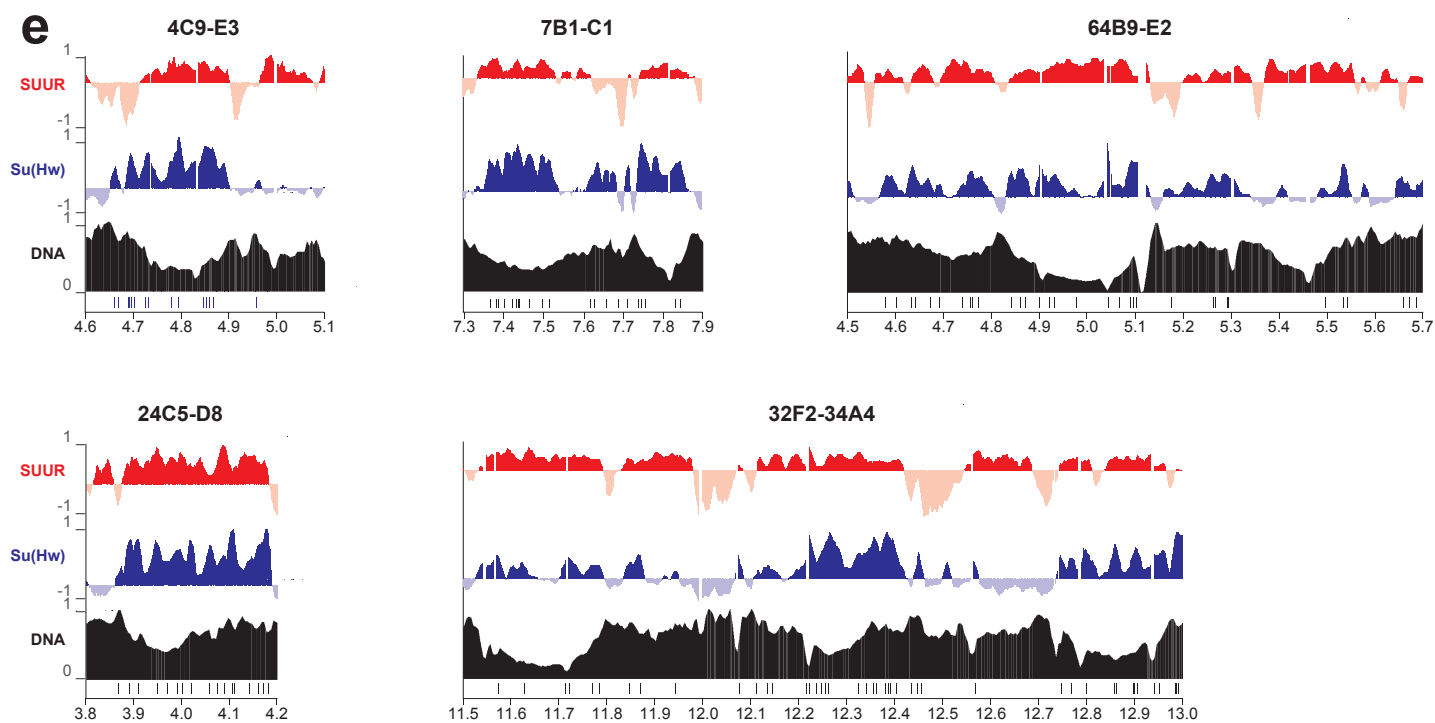 e
4C9-E3 7B1-C1 64B9-E2
1
SUUR
-1
1
Su(Hw)
-1
1
DNA
0
4.6 4.7 4.8 4.9 5.0 5.1 7.3 7.4 7.5 7.6 7.7 7.8 7.9 4.5 4.6 4.7 4.8 4.9 5.0 5.1 5.2 5.3 5.4 5.5 5.6 5.7
24C5-D8 32F2-34A4
1
SUUR
-1
1
Su(Hw)
-1
1
DNA
0
3.8 3.9 4.0 4.1 4.2 11.5 11.6 11.7 11.8 11.9 12.0 12.1 12.2 12.3 12.4 12.5 12.6 12.7 12.8 12.9 13.0